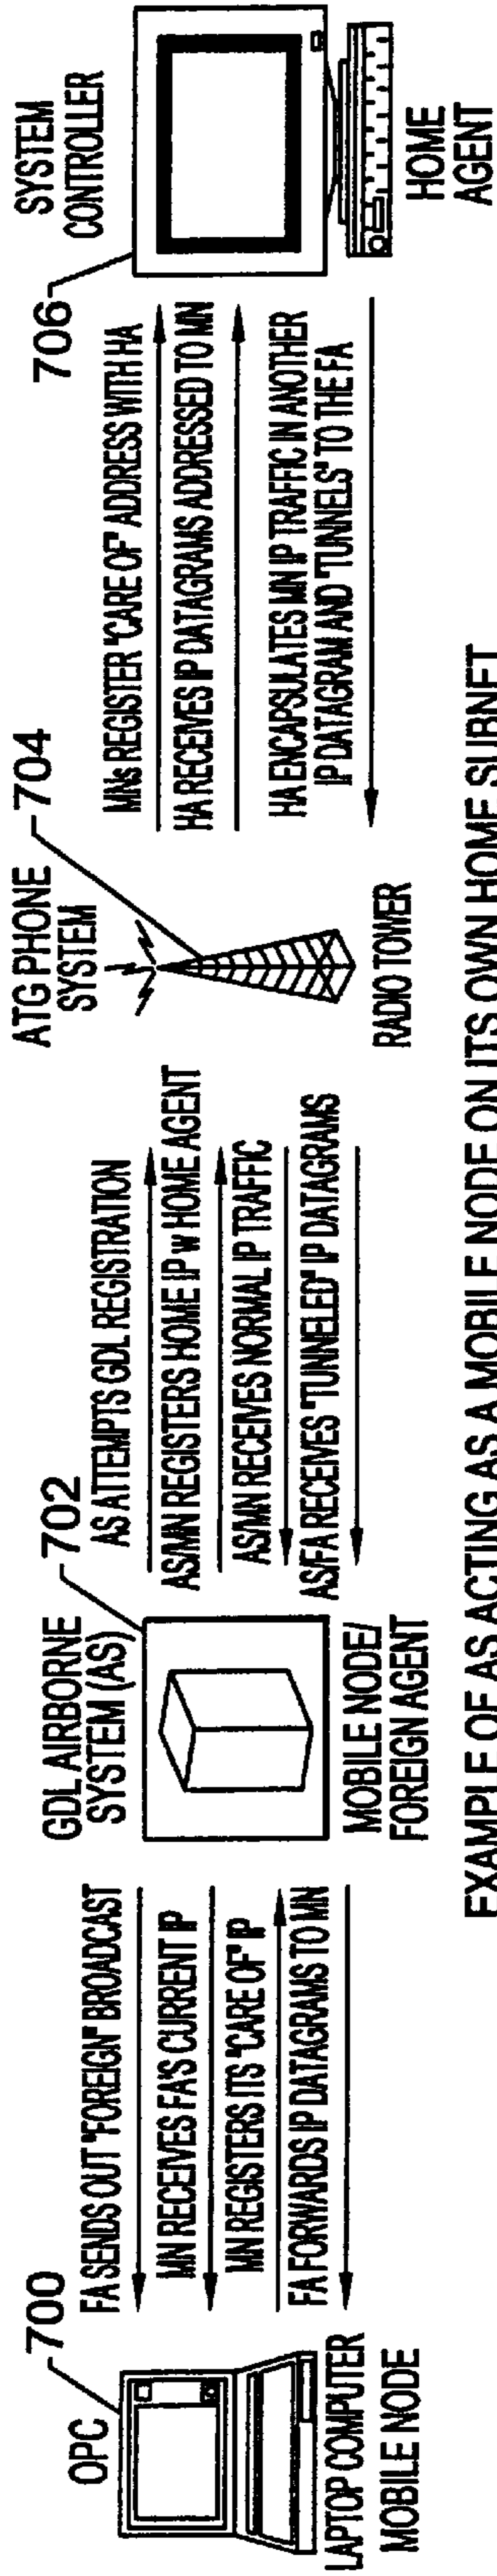 OPC
700
LAPTOP COMPUTER
MOBILE NODE
FA SENDS OUT "FOREIGN" BROADCAST
MN RECEIVES FA'S CURRENT IP
MN REGISTERS ITS "CARE OF" IP
FA FORWARDS IP DATAGRAMS TO MN
GDL AIRBORNE
SYSTEM (AS)
702
MOBILE NODE/
FOREIGN AGENT
AS ATTEMPTS GDL REGISTRATION
AS/MN REGISTERS HOME IP w HOME AGENT
AS/MN RECEIVES NORMAL IP TRAFFIC
AS/FA RECEIVES "TUNNELED" IP DATAGRAMS
ATG PHONE
SYSTEM
704
RADIO TOWER
MNs REGISTER "CARE OF" ADDRESS WITH HA
HA RECEIVES IP DATAGRAMS ADDRESSED TO MN
HA ENCAPSULATES MN IP TRAFFIC IN ANOTHER
IP DATAGRAM AND "TUNNELS" TO THE FA
706
SYSTEM
CONTROLLER
HOME
AGENT
EXAMPLE OF AS ACTING AS A MOBILE NODE ON ITS OWN HOME SUBNET